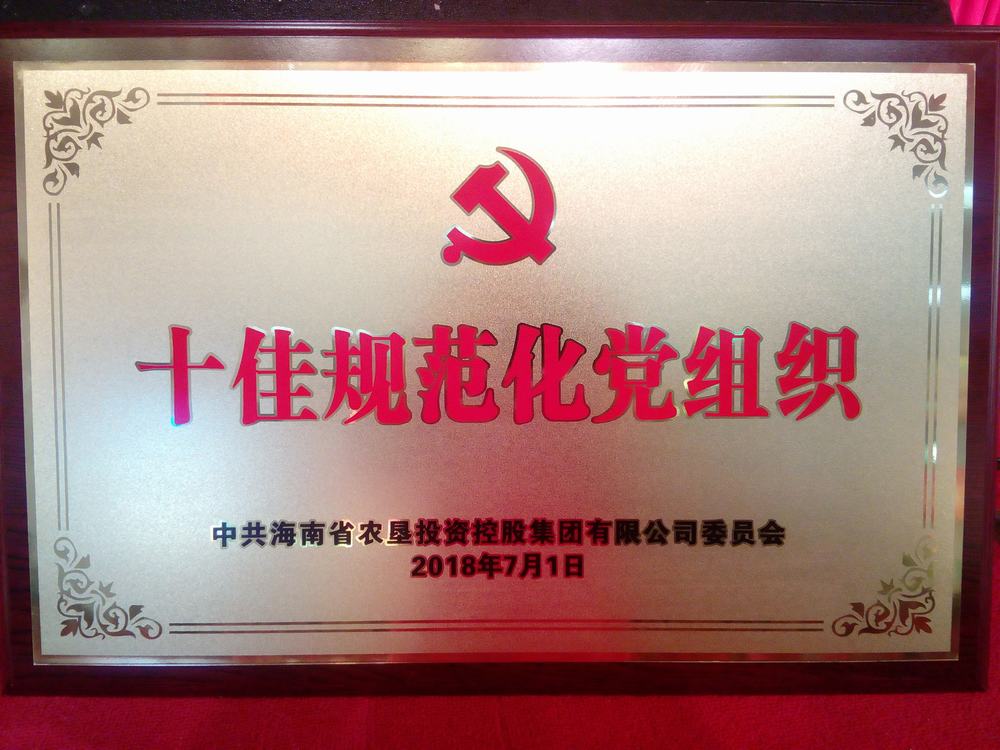 十佳规范化党组织
中共海南省农垦投资控股集团有限公司委员会
2018年7月1日